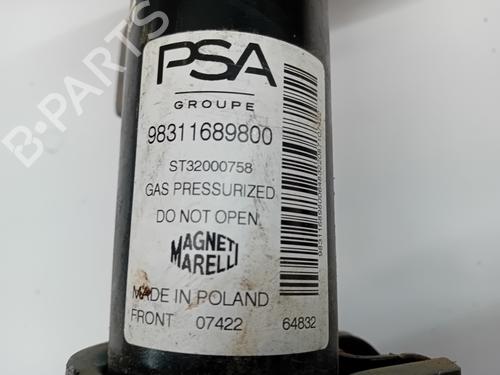 PSA
GROUPE
98311689800
ST32000758
GAS PRESSURIZED
DO NOT OPEN
MAGNETI
MARELLI
MADE IN POLAND
FRONT 07422 64832
B-PARTS